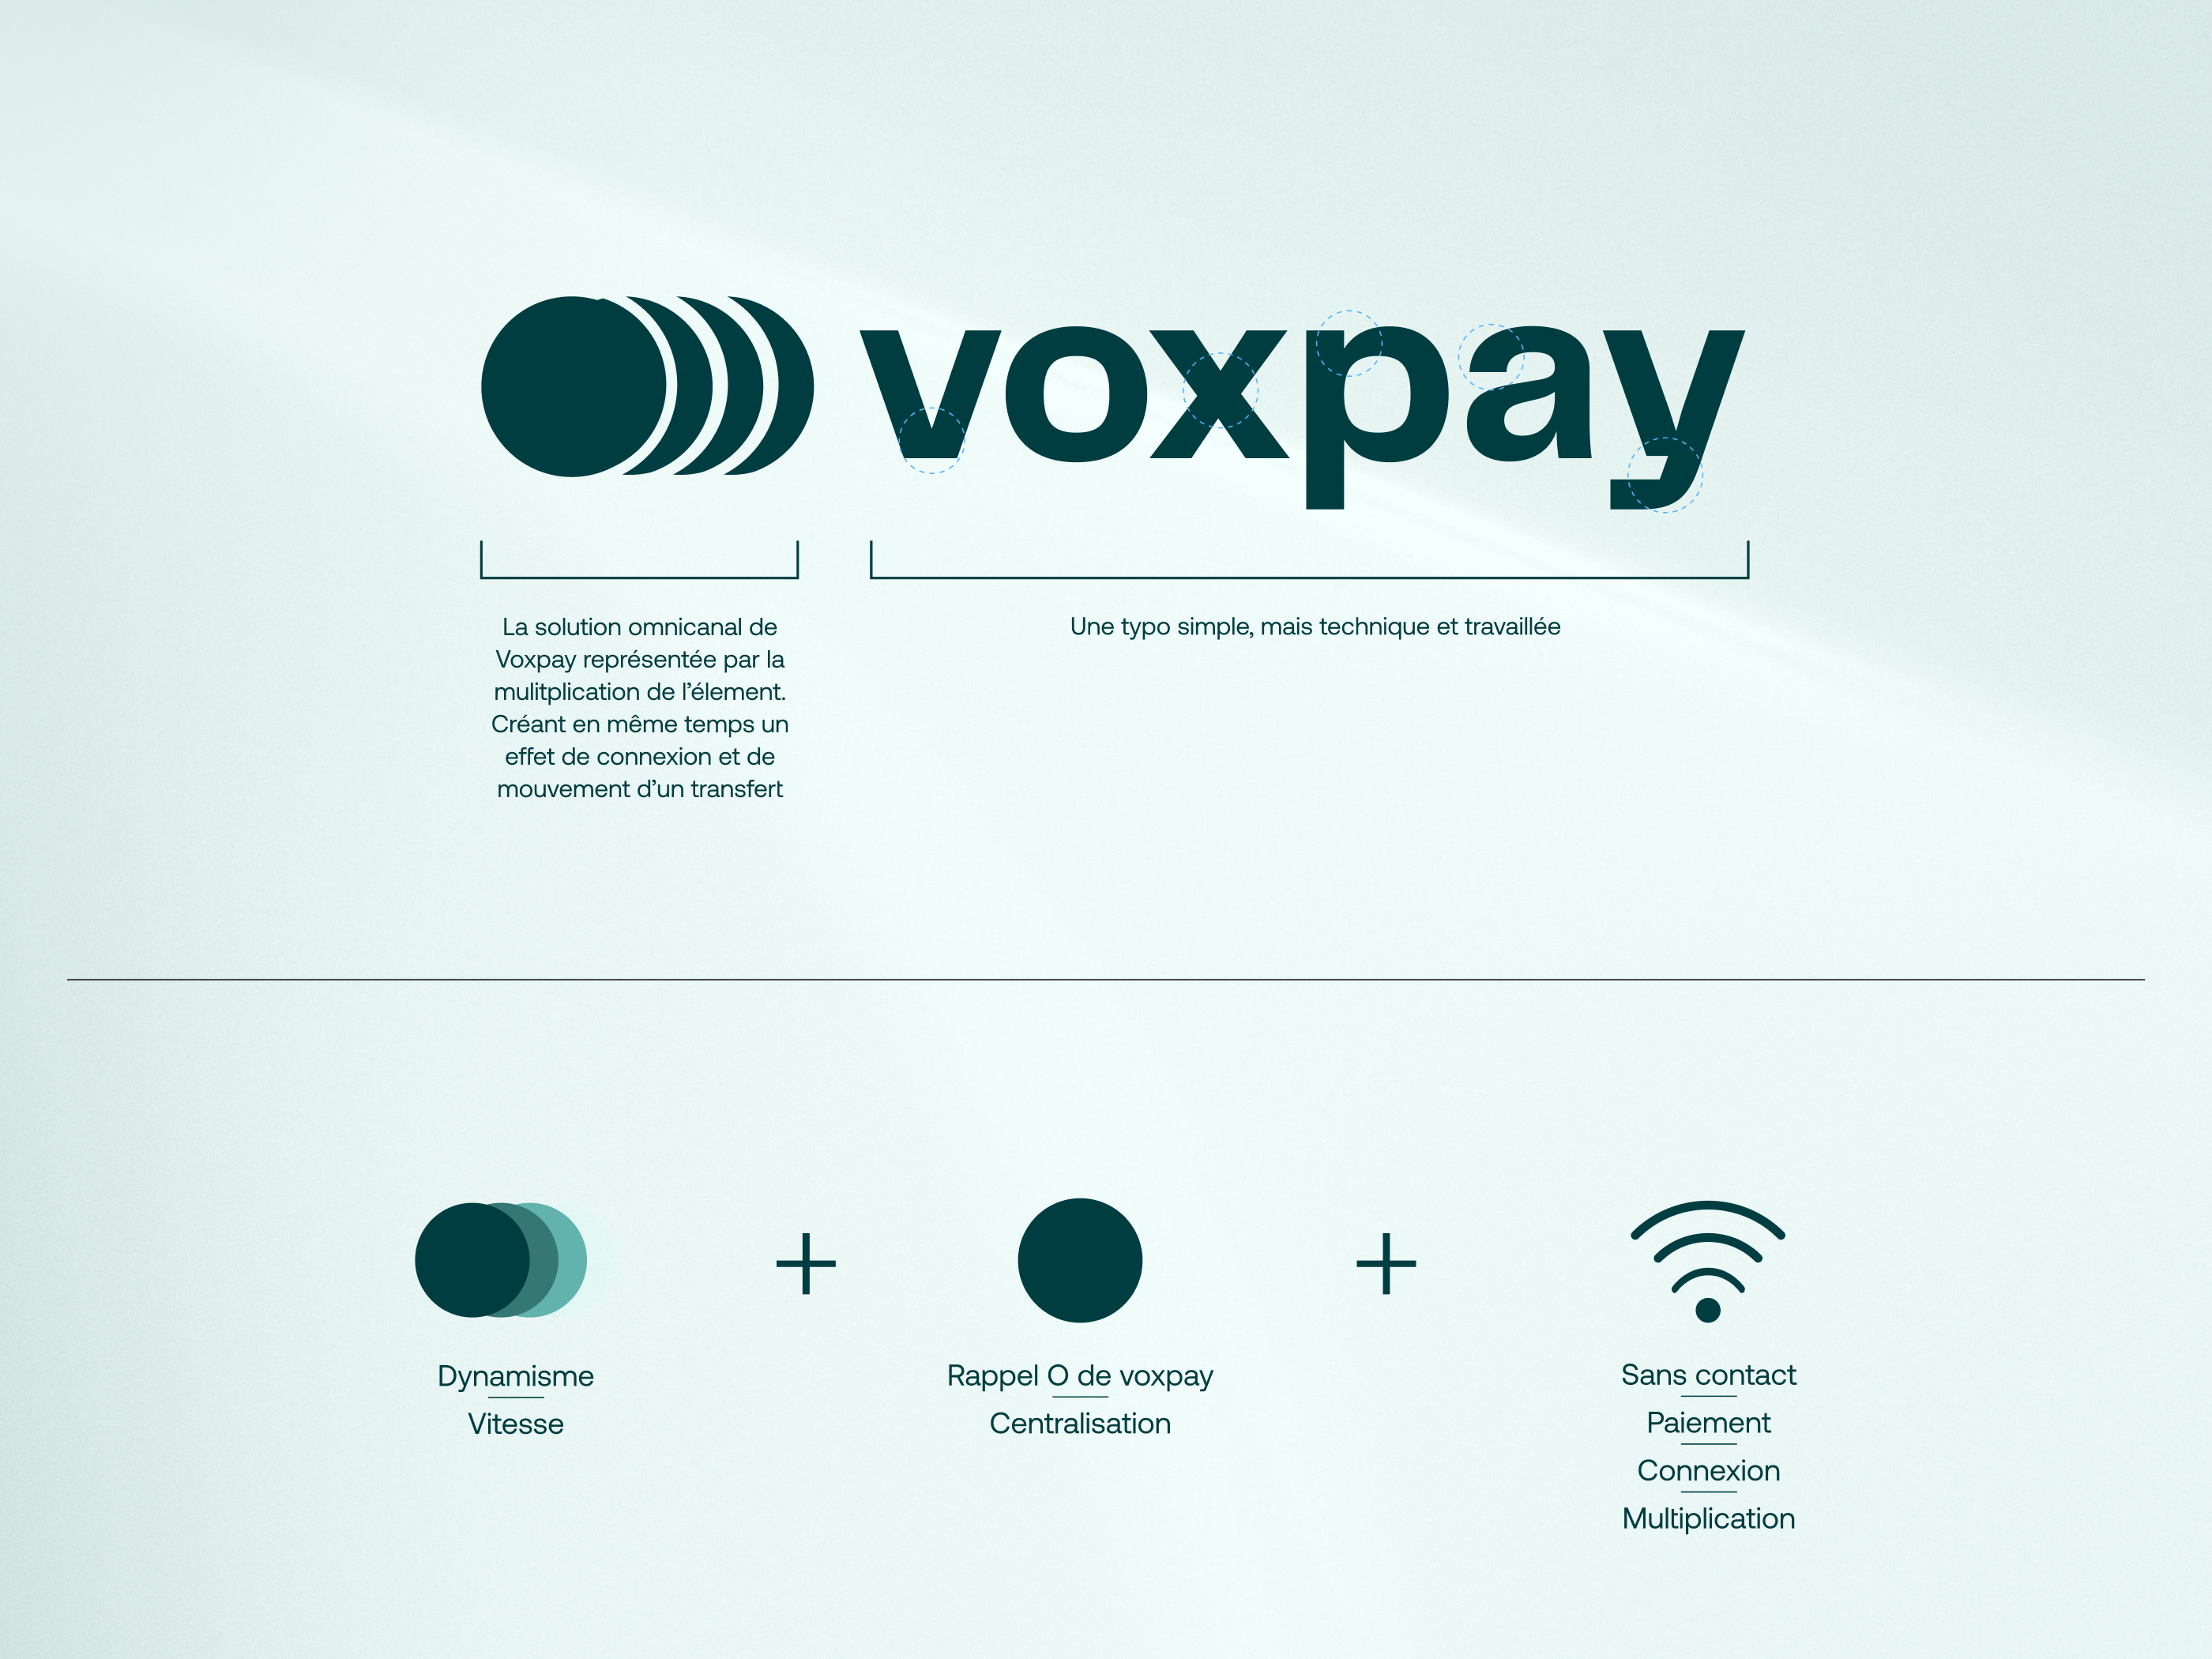 voxpay
La solution omnicanal de
Voxpay représentée par la
mulitplication de l’élement.
Créant en même temps un
effet de connexion et de
mouvement d’un transfert
Une typo simple, mais technique et travaillée
Dynamisme
Vitesse
Rappel O de voxpay
Centralisation
Sans contact
Paiement
Connexion
Multiplication